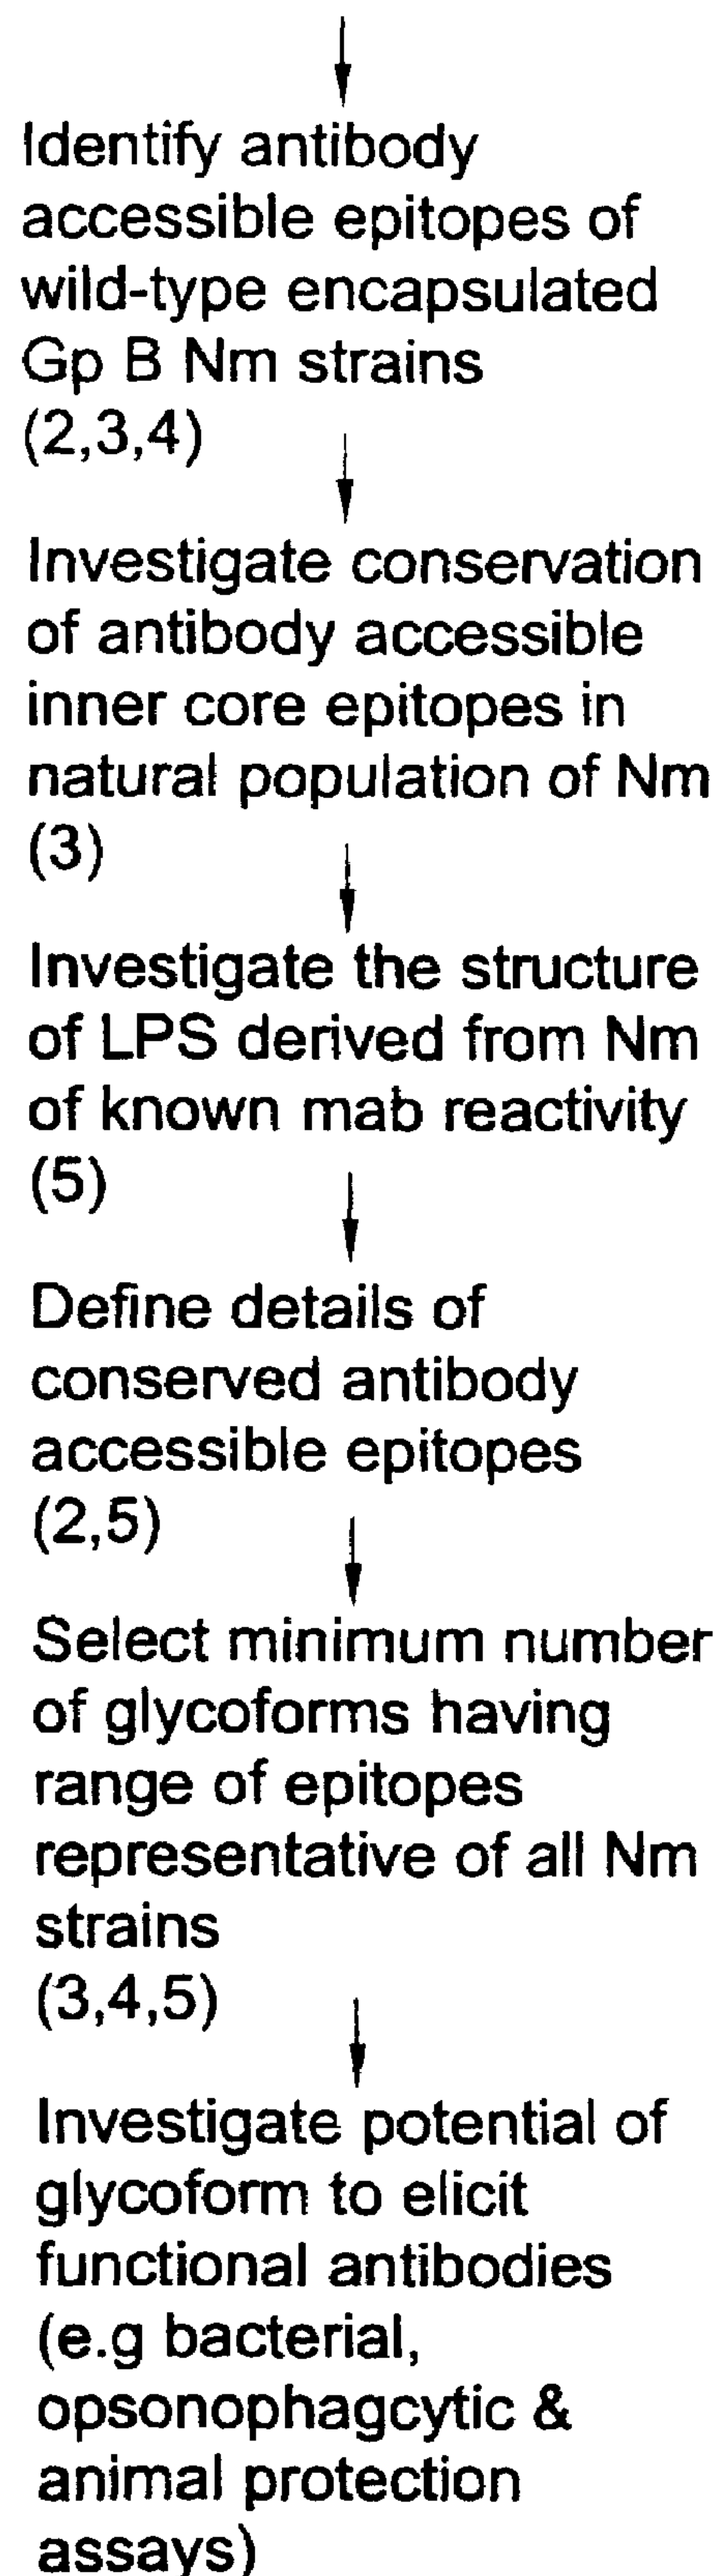 Identify antibody
accessible epitopes of
wild-type encapsulated
Gp B Nm strains
(2,3,4)
Investigate conservation
of antibody accessible
inner core epitopes in
natural population of Nm
(3)
Investigate the structure
of LPS derived from Nm
of known mab reactivity
(5)
Define details of
conserved antibody
accessible epitopes
(2,5)
Select minimum number
of glycoforms having
range of epitopes
representative of all Nm
strains
(3,4,5)
Investigate potential of
glycoform to elicit
functional antibodies
(e.g bacterial,
opsonophagcytic &
animal protection
assays)